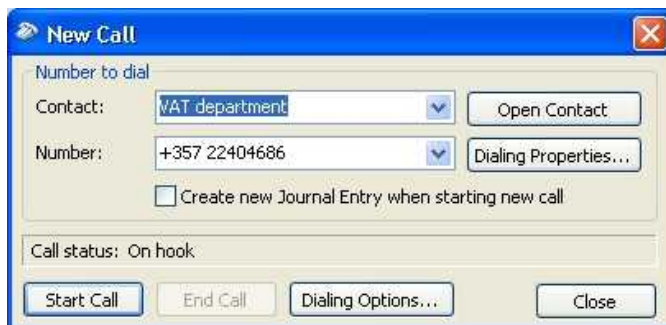 New Call
Number to dial
Contact: VAT department Open Contact
Number: +357 22404686 Dialing Properties...
Create new Journal Entry when starting new call
Call status: On hook
Start Call End Call Dialing Options... Close